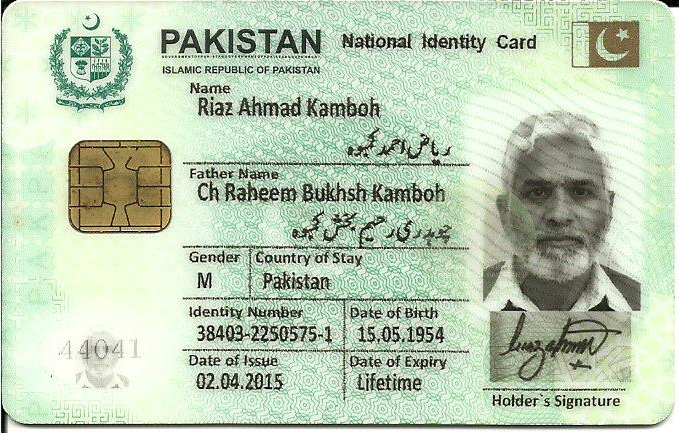 PAKISTAN National Identity Card
ISLAMIC REPUBLIC OF PAKISTAN
Name
Riaz Ahmad Kamboh
ریاض احمد کمبوہ
Father Name
Ch Raheem Bukhsh Kamboh
چوہدری رحیم بخش کمبوہ
Gender Country of Stay
M Pakistan
Identity Number Date of Birth
38403-2250575-1 15.05.1954
Date of Issue Date of Expiry
02.04.2015 Lifetime
44041
Holder`s Signature